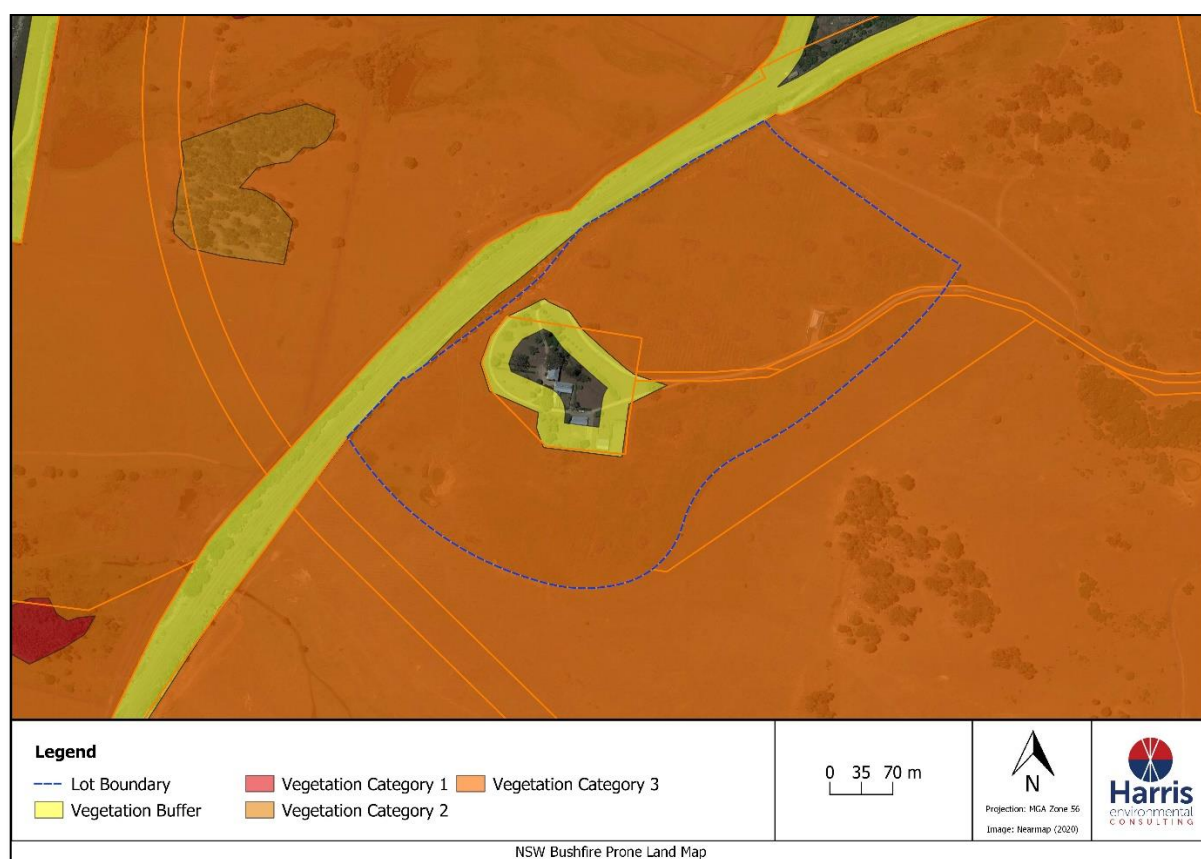 Legend
Lot Boundary
Vegetation Buffer
Vegetation Category 1
Vegetation Category 2
Vegetation Category 3
0 35 70 m
N
Projection: MGA Zone 56
Image: Nearmap (2020)
Harris
environmental
CONSULTING
NSW Bushfire Prone Land Map